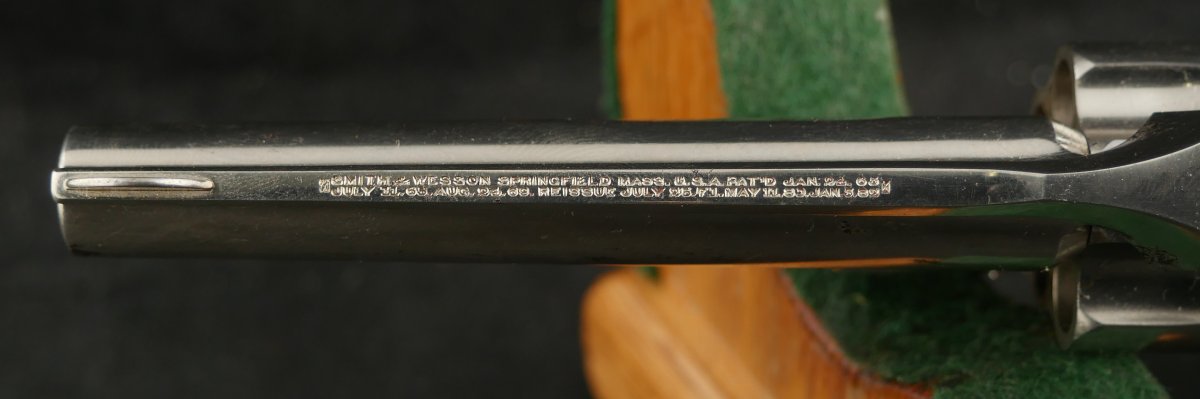 SMITH & WESSON SPRINGFIELD MASS. U.S.A. PAT'D JAN. 24. 65.
JULY 11. 65. AUG. 24. 69. REISSUE JULY 25. 71. MAY 11. 80. JAN. 3. 82